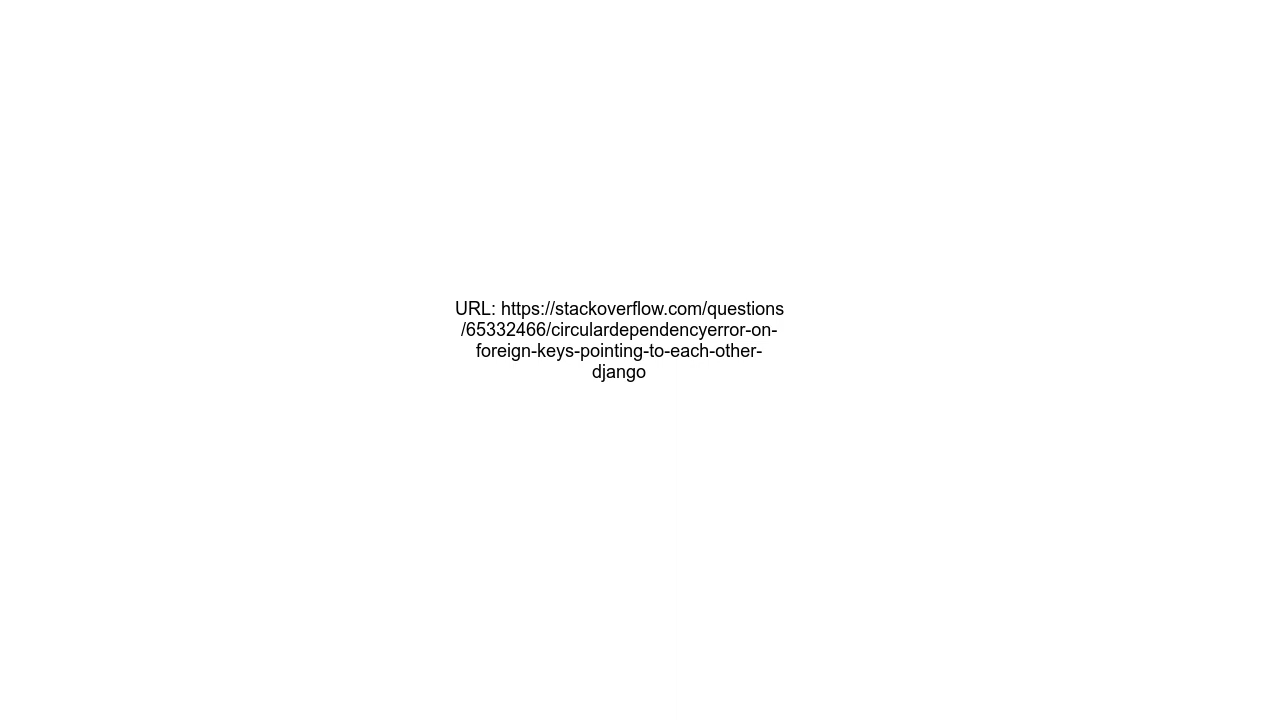 URL: https://stackoverflow.com/questions
/65332466/circulardependencyerror-on-
foreign-keys-pointing-to-each-other-
django